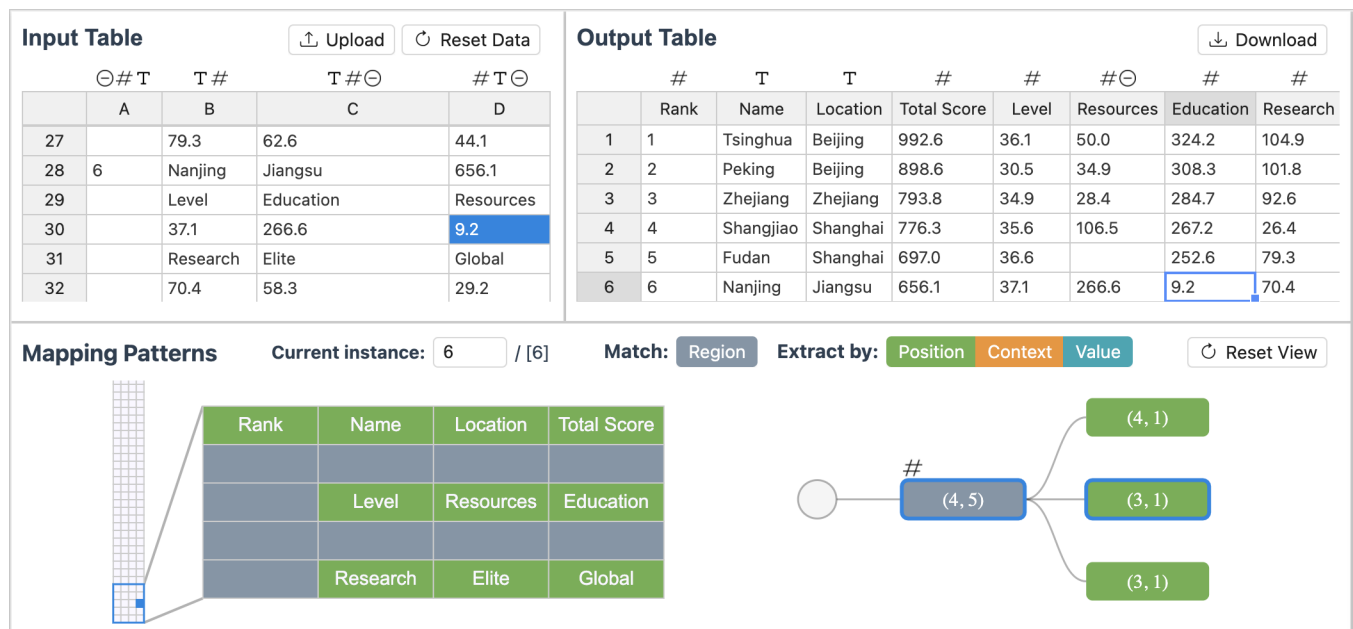 Input Table
Upload
Reset Data
Output Table
Download
# T
T #
T #
# T
#
T
T
#
#
#
#
#
A B C D
27 79.3 62.6 44.1
28 6 Nanjing Jiangsu 656.1
29 Level Education Resources
30 37.1 266.6 9.2
31 Research Elite Global
32 70.4 58.3 29.2
Rank Name Location Total Score Level Resources Education Research
1 1 Tsinghua Beijing 992.6 36.1 50.0 324.2 104.9
2 2 Peking Beijing 898.6 30.5 34.9 308.3 101.8
3 3 Zhejiang Zhejiang 793.8 34.9 28.4 284.7 92.6
4 4 Shangjiao Shanghai 776.3 35.6 106.5 267.2 26.4
5 5 Fudan Shanghai 697.0 36.6 252.6 79.3
6 6 Nanjing Jiangsu 656.1 37.1 266.6 9.2 70.4
Mapping Patterns
Current instance: 6 / [6]
Match: Region
Extract by: Position Context Value
Reset View
Rank Name Location Total Score
Level Resources Education
Research Elite Global
#
(4, 5)
(4, 1)
(3, 1)
(3, 1)